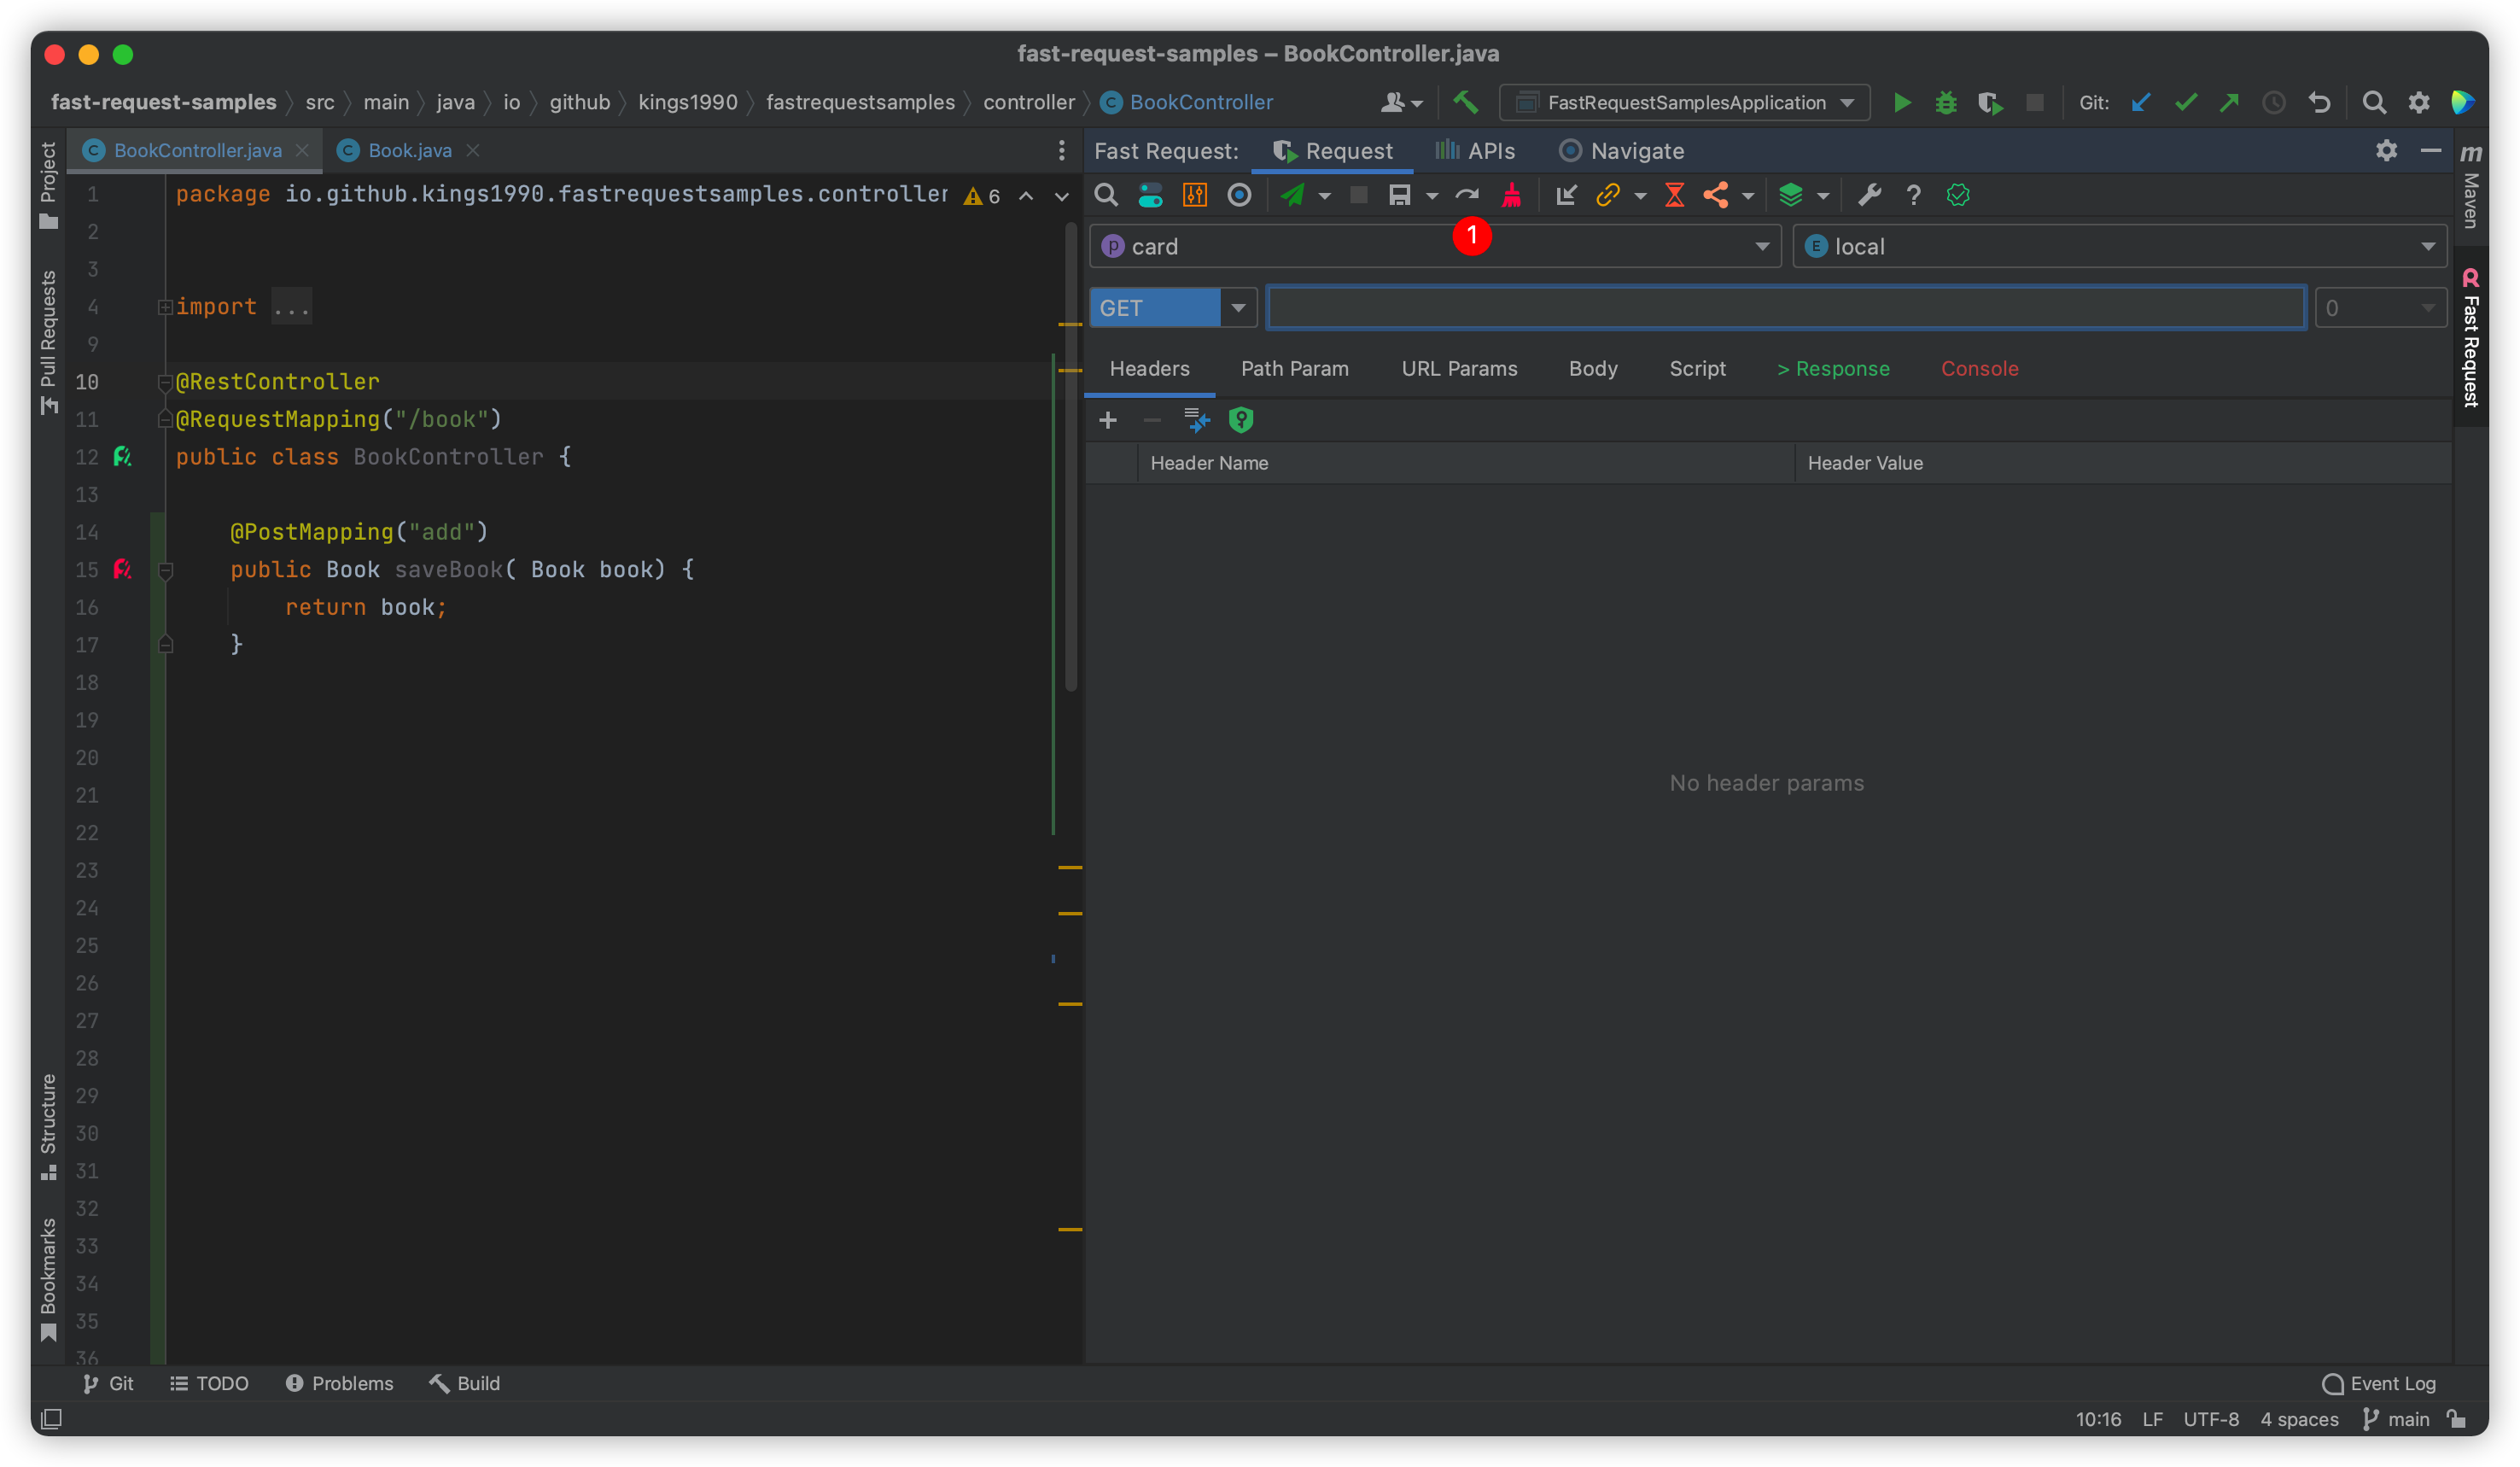 fast-request-samples – BookController.java
fast-request-samples src main java io github kings1990 fastrequestsamples controller C BookController FastRequestSamplesApplication Git:
Project
Pull Requests
Structure
Bookmarks
C BookController.java C Book.java
1 package io.github.kings1990.fastrequestsamples.controller 6
2
3
4 import ...
9
10 @RestController
11 @RequestMapping("/book")
12 public class BookController {
13
14 @PostMapping("add")
15 public Book saveBook( Book book) {
16 return book;
17 }
18
19
20
21
22
23
24
25
26
27
28
29
30
31
32
33
34
35
36
Fast Request: Request APIs Navigate
?
1
p card E local
GET 0
Headers Path Param URL Params Body Script > Response Console
Header Name Header Value
No header params
m Maven
Fast Request
Git TODO Problems Build Event Log
10:16 LF UTF-8 4 spaces main